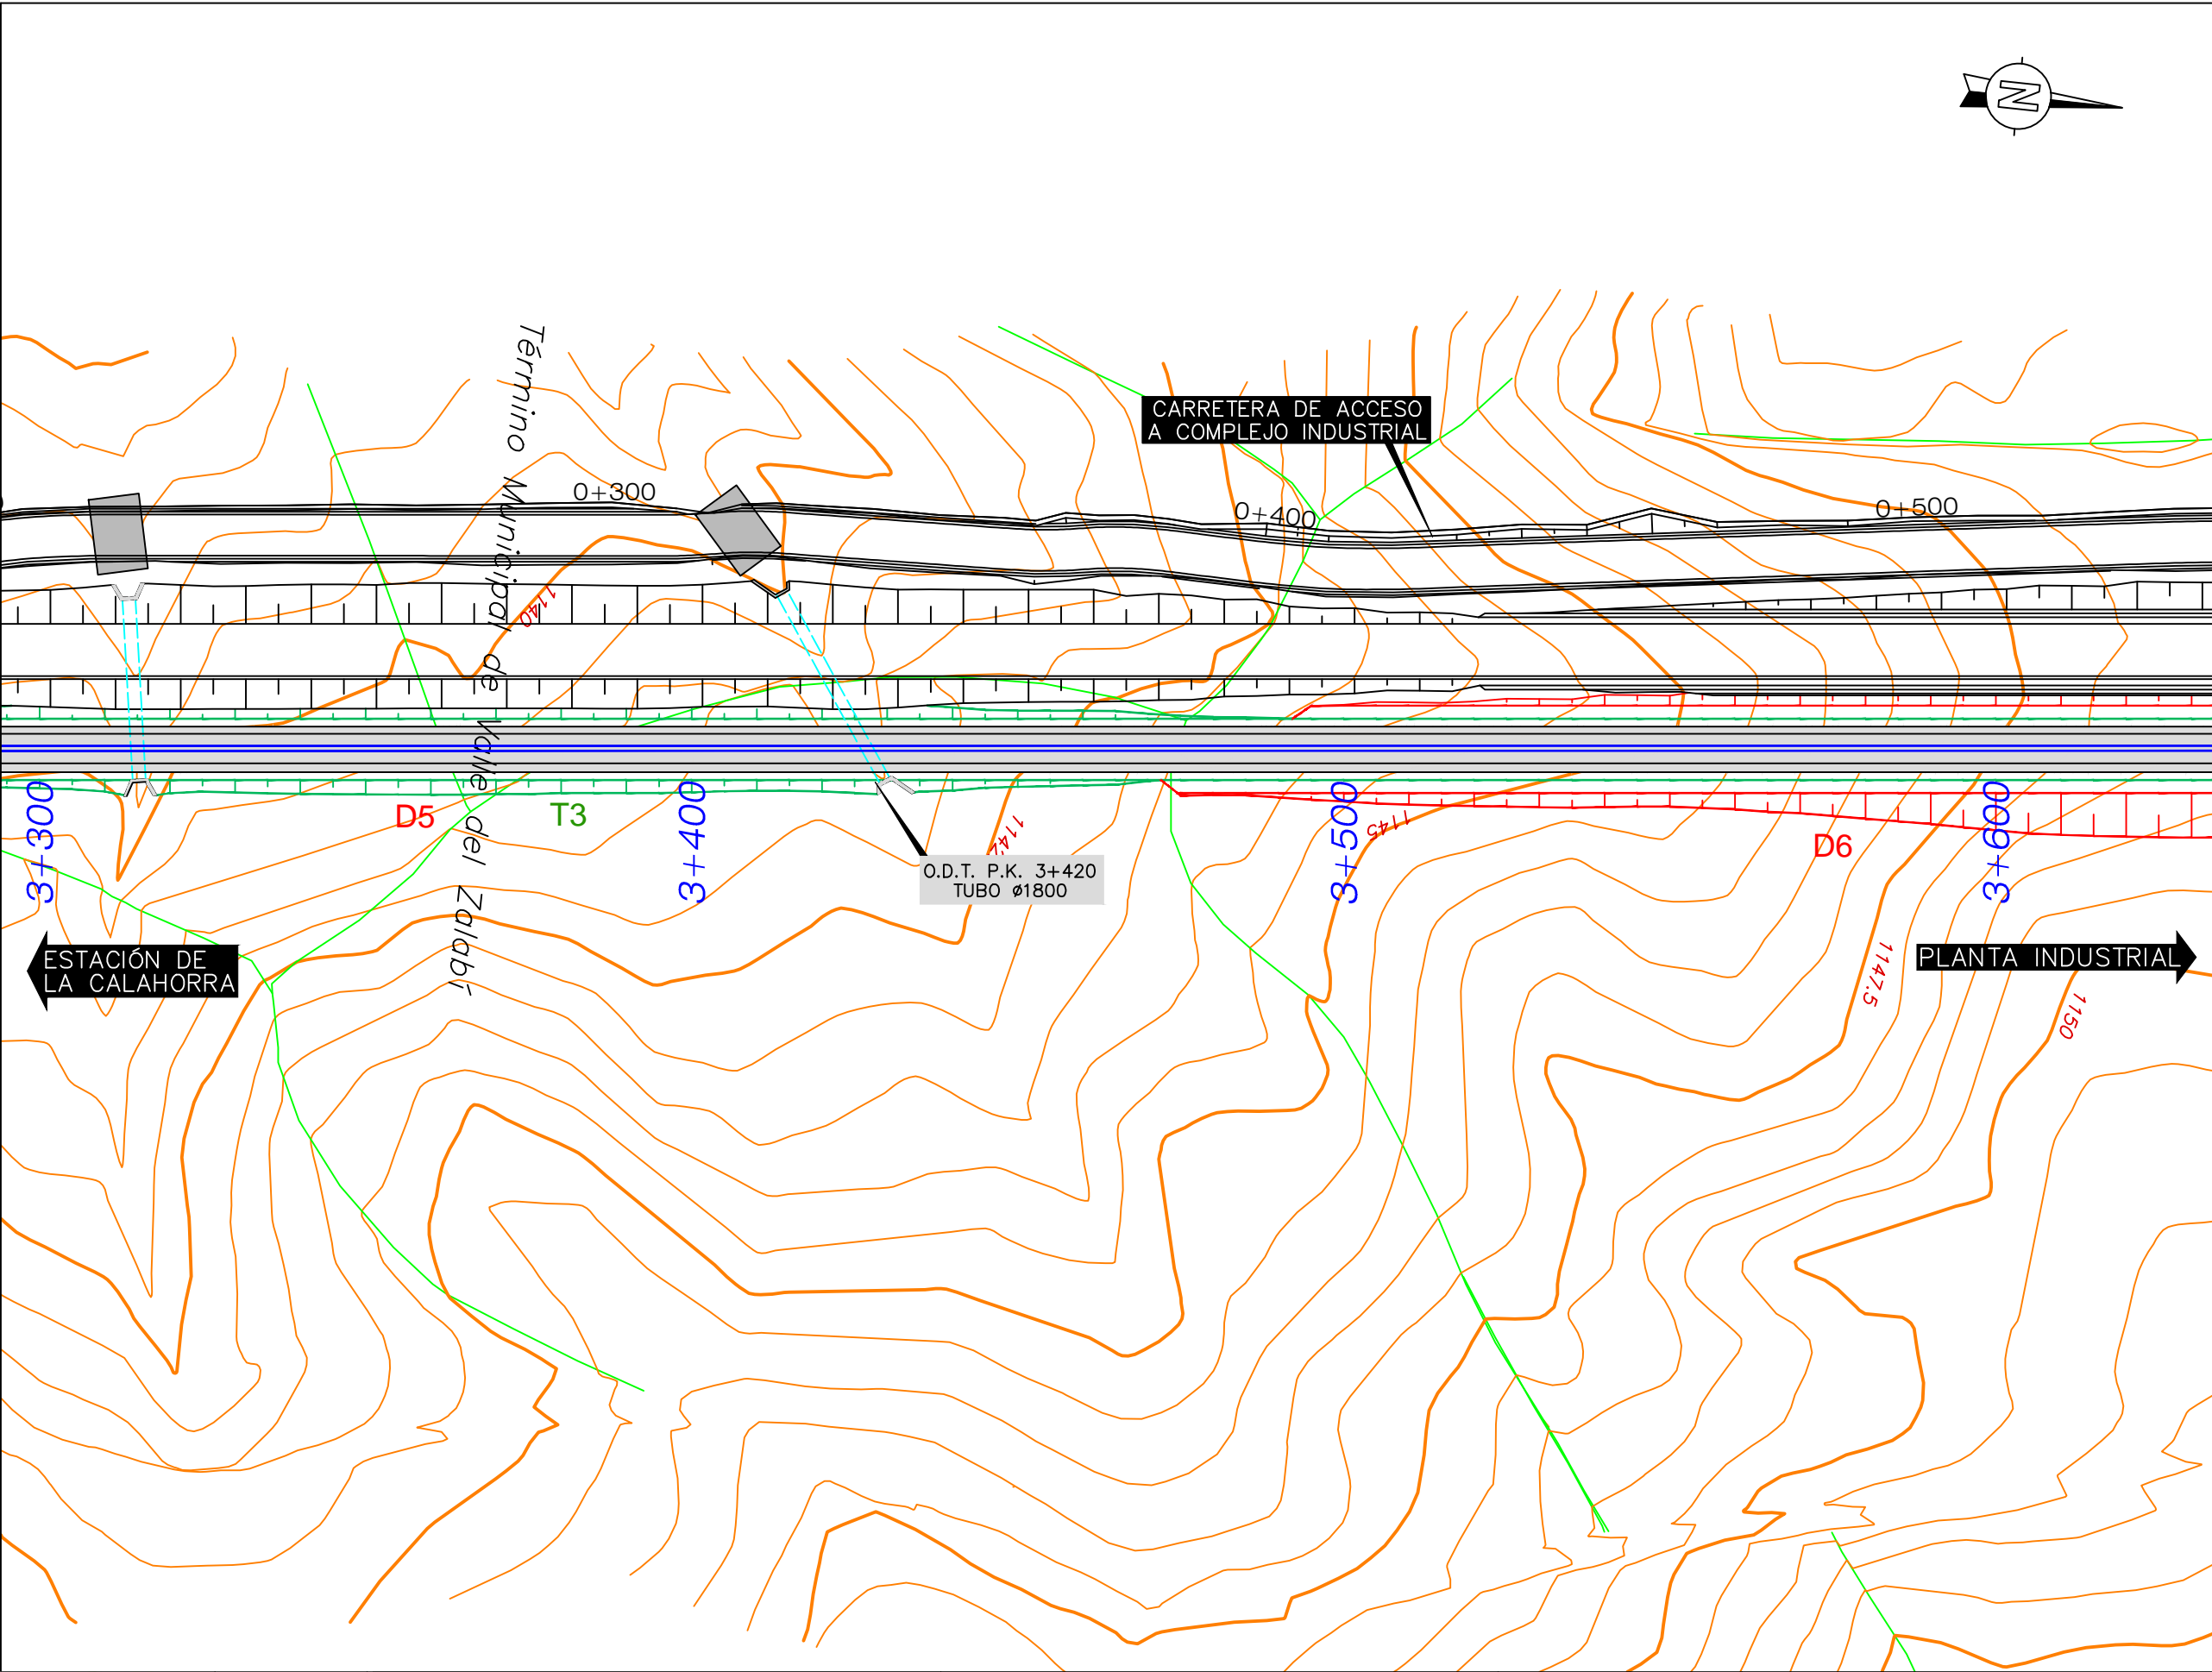 N
CARRETERA DE ACCESO
A COMPLEJO INDUSTRIAL
0+300
0+400
0+500
Término Municipal de Valle del Zalabí
1140
3+300
D5
T3
3+400
O.D.T. P.K. 3+420
TUBO ø1800
3+500
1145
D6
3+600
ESTACIÓN DE
LA CALAHORRA
1147.5
PLANTA INDUSTRIAL
1150